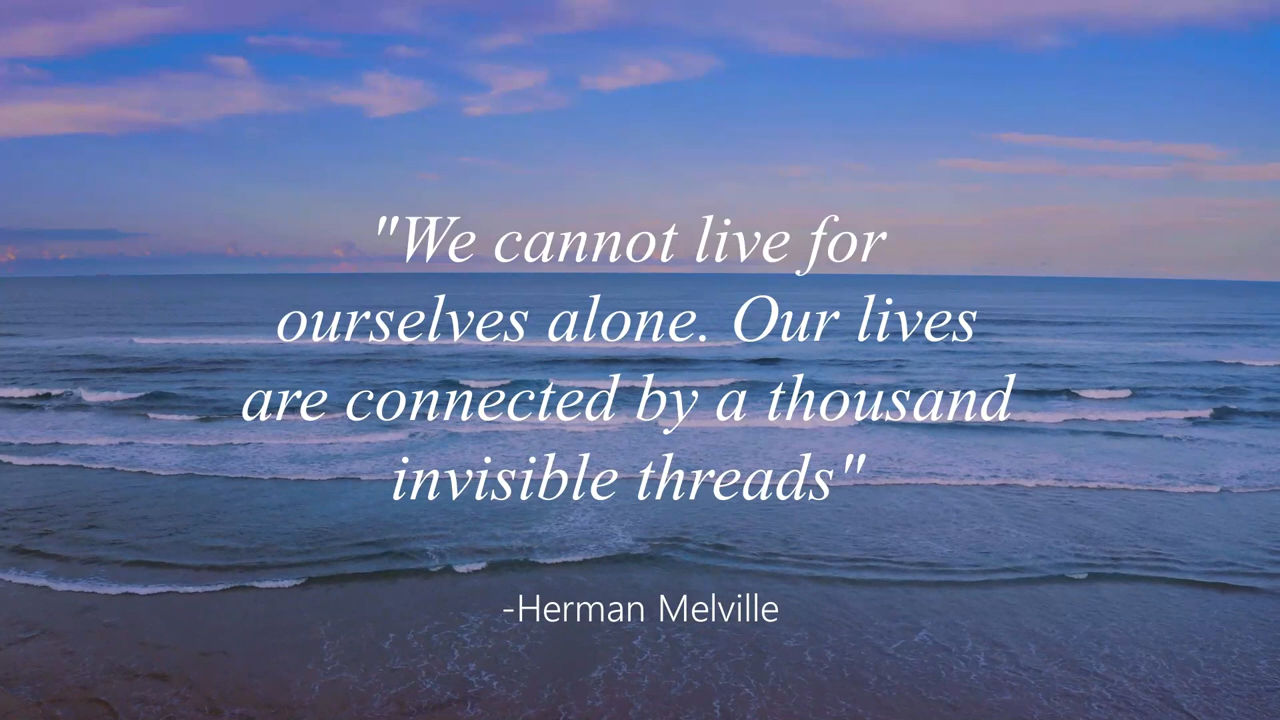 "We cannot live for
ourselves alone. Our lives
are connected by a thousand
invisible threads"
-Herman Melville